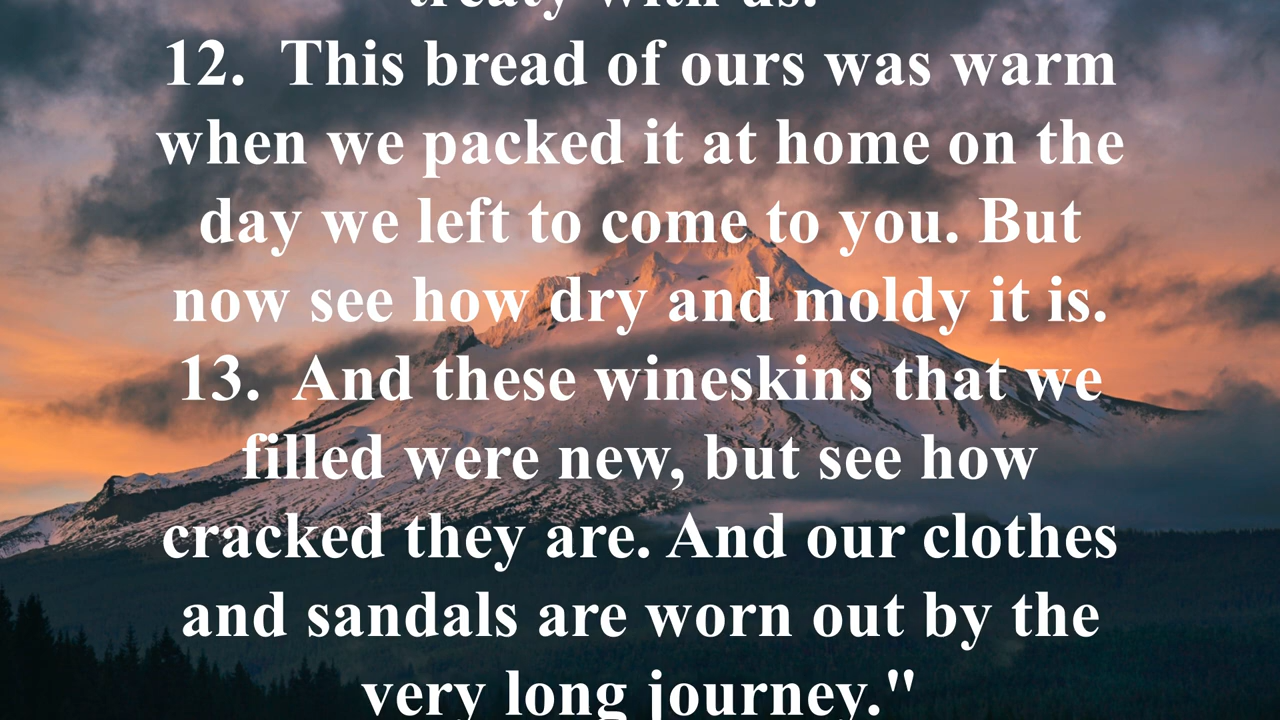 treaty with us."
12.  This bread of ours was warm
when we packed it at home on the
day we left to come to you. But
now see how dry and moldy it is.
13.  And these wineskins that we
filled were new, but see how
cracked they are. And our clothes
and sandals are worn out by the
very long journey."